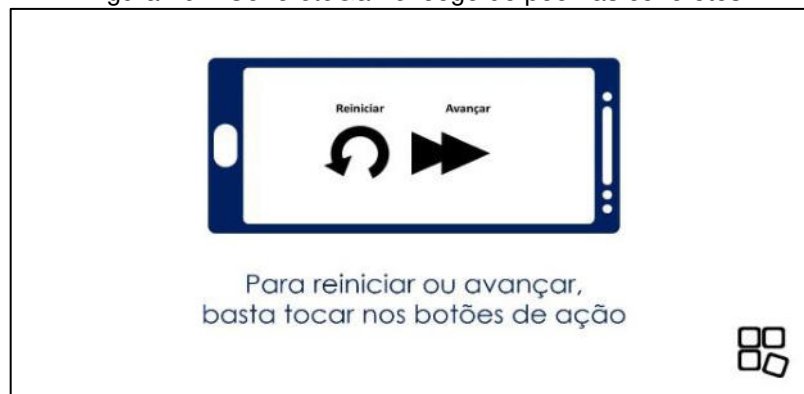 Reiniciar Avançar
Para reiniciar ou avançar,
basta tocar nos botões de ação